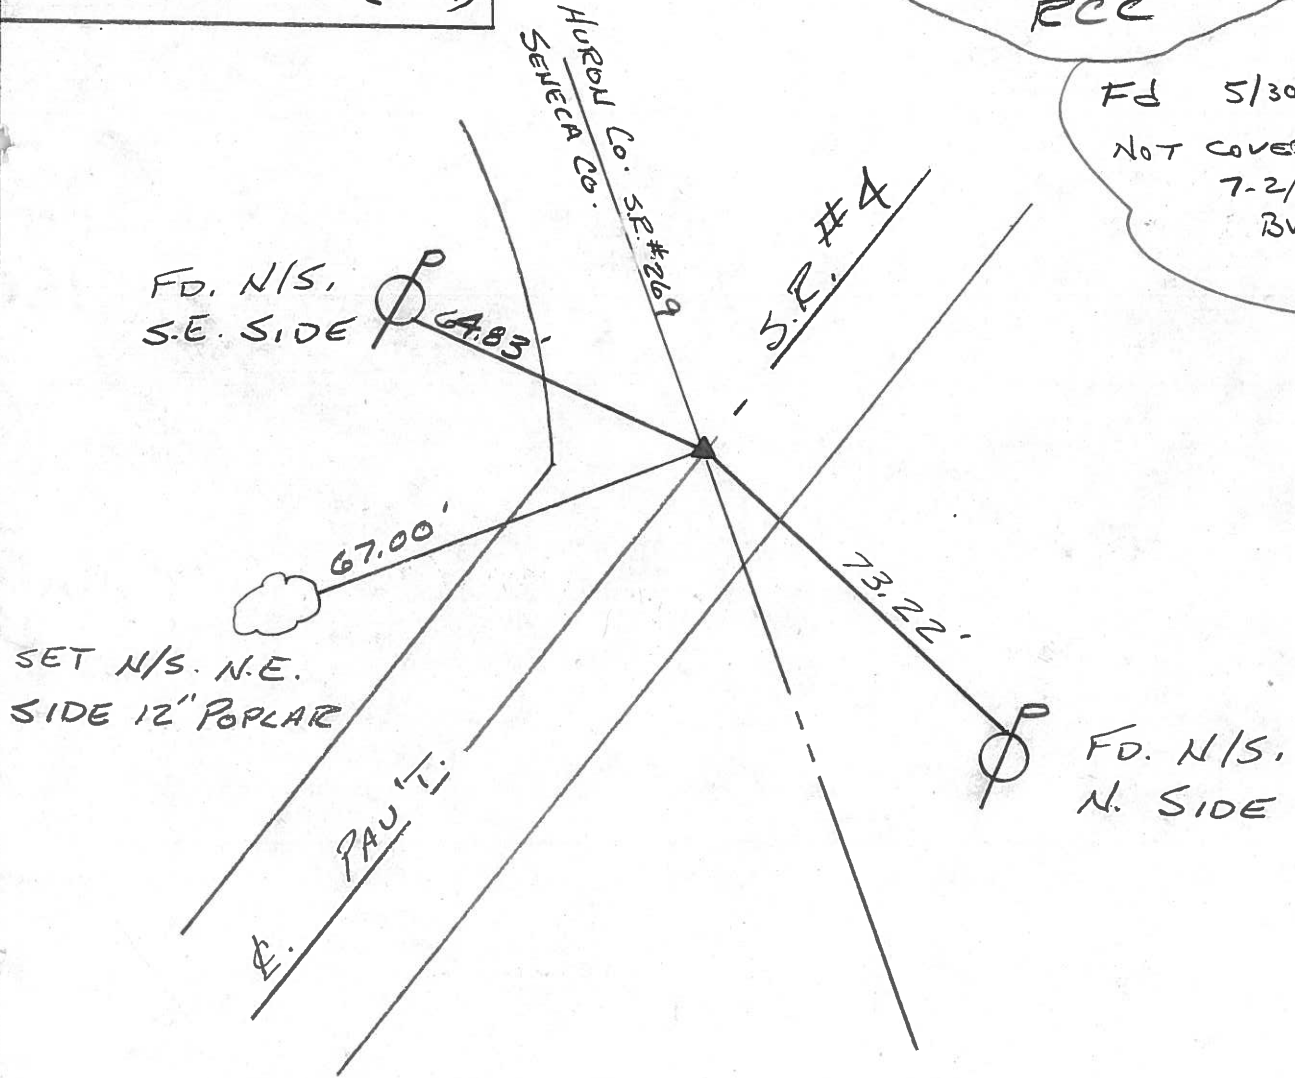 RCC
Fd 5/30
NOT COVE
7-2/
HURON CO. S.R. #269
SENECA CO.
S.R. #4
FD. N/S.
S.E. SIDE
64.83'
67.00'
73.22'
SET N/S. N.E.
SIDE 12" POPLAR
FD. N/S.
N. SIDE
PAV'T.
℄.